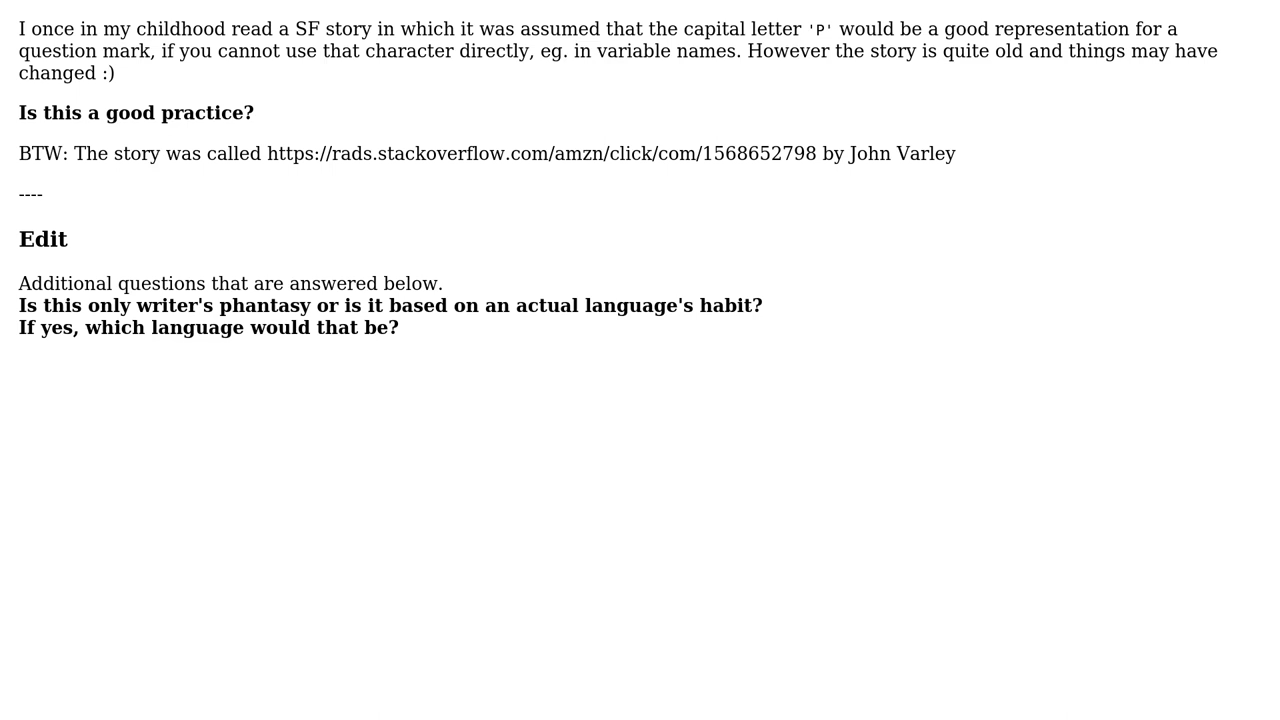 I once in my childhood read a SF story in which it was assumed that the capital letter 'P' would be a good representation for a
question mark, if you cannot use that character directly, eg. in variable names. However the story is quite old and things may have
changed :)
Is this a good practice?
BTW: The story was called https://rads.stackoverflow.com/amzn/click/com/1568652798 by John Varley
----
Edit
Additional questions that are answered below.
Is this only writer's phantasy or is it based on an actual language's habit?
If yes, which language would that be?